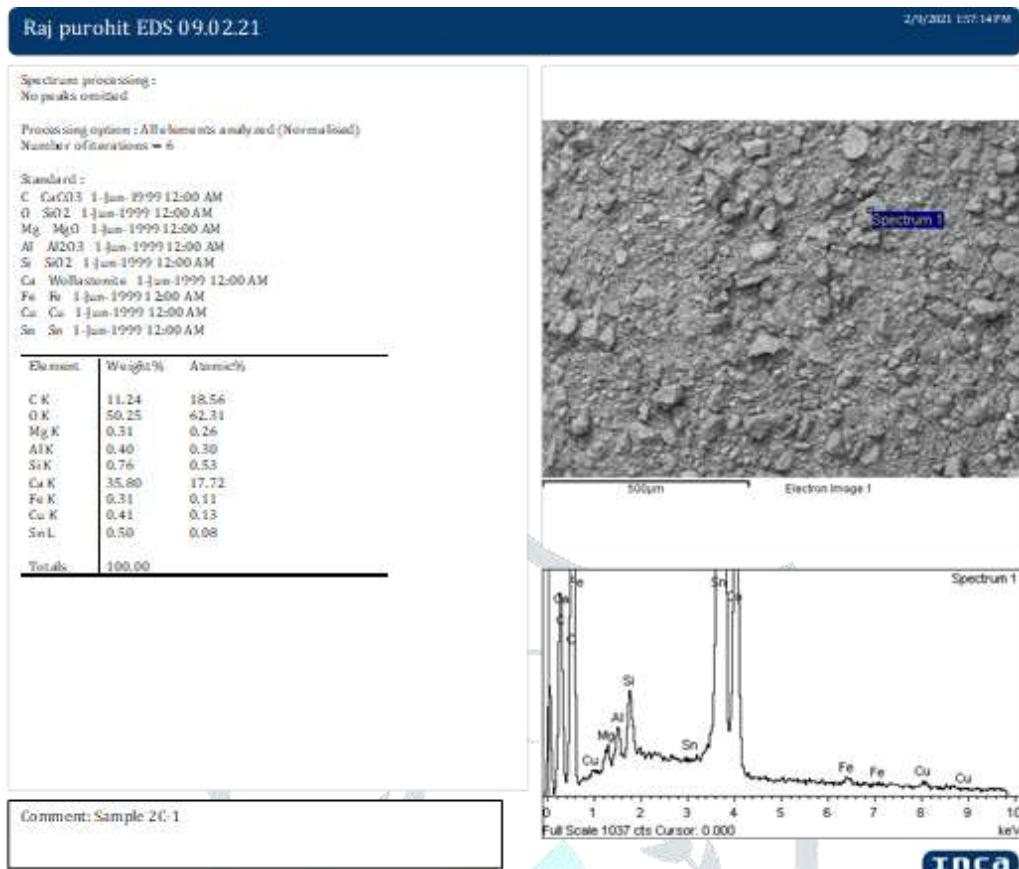 Raj purohit EDS 09.02.21
2/9/2021 1:57:14 PM
Spectrum processing :
No peaks omitted
Processing option : All elements analyzed (Normalised)
Number of iterations = 6
Standard :
C CaCO3 1-Jun-1999 12:00 AM
O SiO2 1-Jun-1999 12:00 AM
Mg MgO 1-Jun-1999 12:00 AM
Al Al2O3 1-Jun-1999 12:00 AM
Si SiO2 1-Jun-1999 12:00 AM
Ca Wollastonite 1-Jun-1999 12:00 AM
Fe Fe 1-Jun-1999 12:00 AM
Cu Cu 1-Jun-1999 12:00 AM
Sn Sn 1-Jun-1999 12:00 AM
Element Weight% Atomic%
C K 11.24 18.56
O K 50.25 62.31
Mg K 0.31 0.26
Al K 0.40 0.30
Si K 0.76 0.53
Ca K 35.80 17.72
Fe K 0.31 0.11
Cu K 0.41 0.13
Sn L 0.50 0.08
Totals 100.00
Comment: Sample 2C-1
Spectrum 1
500µm Electron Image 1
Spectrum 1
Fe Sn
Ca Ca
C
Si
Al
Mg
Cu Sn Fe Fe Cu Cu
0 1 2 3 4 5 6 7 8 9 10
Full Scale 1037 cts Cursor: 0.000 keV
INCA